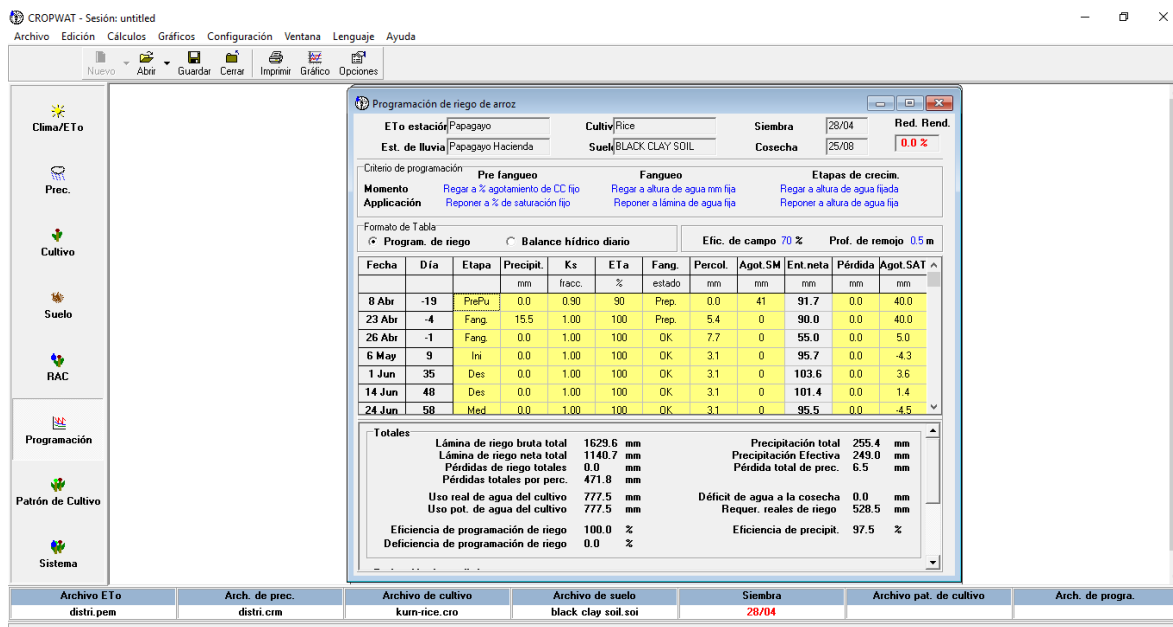 CROPWAT - Sesión: untitled
Archivo Edición Cálculos Gráficos Configuración Ventana Lenguaje Ayuda
Nuevo Abrir Guardar Cerrar Imprimir Gráfico Opciones
Clima/ETo
Prec.
Cultivo
Suelo
RAC
Programación
Patrón de Cultivo
Sistema
Programación de riego de arroz
ETo estación Papagayo Cultiv Rice Siembra 28/04 Red. Rend.
Est. de lluvia Papagayo Hacienda Suelo BLACK CLAY SOIL Cosecha 25/08 0.0 %
Criterio de programación
Pre fangueo Fangueo Etapas de crecim.
Momento Regar a % agotamiento de CC fijo Regar a altura de agua mm fija Regar a altura de agua fijada
Applicación Reponer a % de saturación fijo Reponer a lámina de agua fija Reponer a altura de agua fija
Formato de Tabla
Program. de riego Balance hídrico diario Efic. de campo 70 % Prof. de remojo 0.5 m
Fecha Día Etapa Precipit. Ks ETa Fang. Percol. Agot.SM Ent.neta Pérdida Agot.SAT
mm fracc. % estado mm mm mm mm mm
8 Abr -19 PrePu 0.0 0.90 90 Prep. 0.0 41 91.7 0.0 40.0
23 Abr -4 Fang. 15.5 1.00 100 Prep. 5.4 0 90.0 0.0 40.0
26 Abr -1 Fang. 0.0 1.00 100 OK 7.7 0 55.0 0.0 5.0
6 May 9 Ini 0.0 1.00 100 OK 3.1 0 95.7 0.0 -4.3
1 Jun 35 Des 0.0 1.00 100 OK 3.1 0 103.6 0.0 3.6
14 Jun 48 Des 0.0 1.00 100 OK 3.1 0 101.4 0.0 1.4
24 Jun 58 Med 0.0 1.00 100 OK 3.1 0 95.5 0.0 -4.5
Totales
Lámina de riego bruta total 1629.6 mm Precipitación total 255.4 mm
Lámina de riego neta total 1140.7 mm Precipitación Efectiva 249.0 mm
Pérdidas de riego totales 0.0 mm Pérdida total de prec. 6.5 mm
Pérdidas totales por perc. 471.8 mm
Uso real de agua del cultivo 777.5 mm Déficit de agua a la cosecha 0.0 mm
Uso pot. de agua del cultivo 777.5 mm Requer. reales de riego 528.5 mm
Eficiencia de programación de riego 100.0 % Eficiencia de precipit. 97.5 %
Deficiencia de programación de riego 0.0 %
Archivo ETo Arch. de prec. Archivo de cultivo Archivo de suelo Siembra Archivo pat. de cultivo Arch. de progra.
distri.pem distri.crm kurn-rice.cro black clay soil.soi 28/04